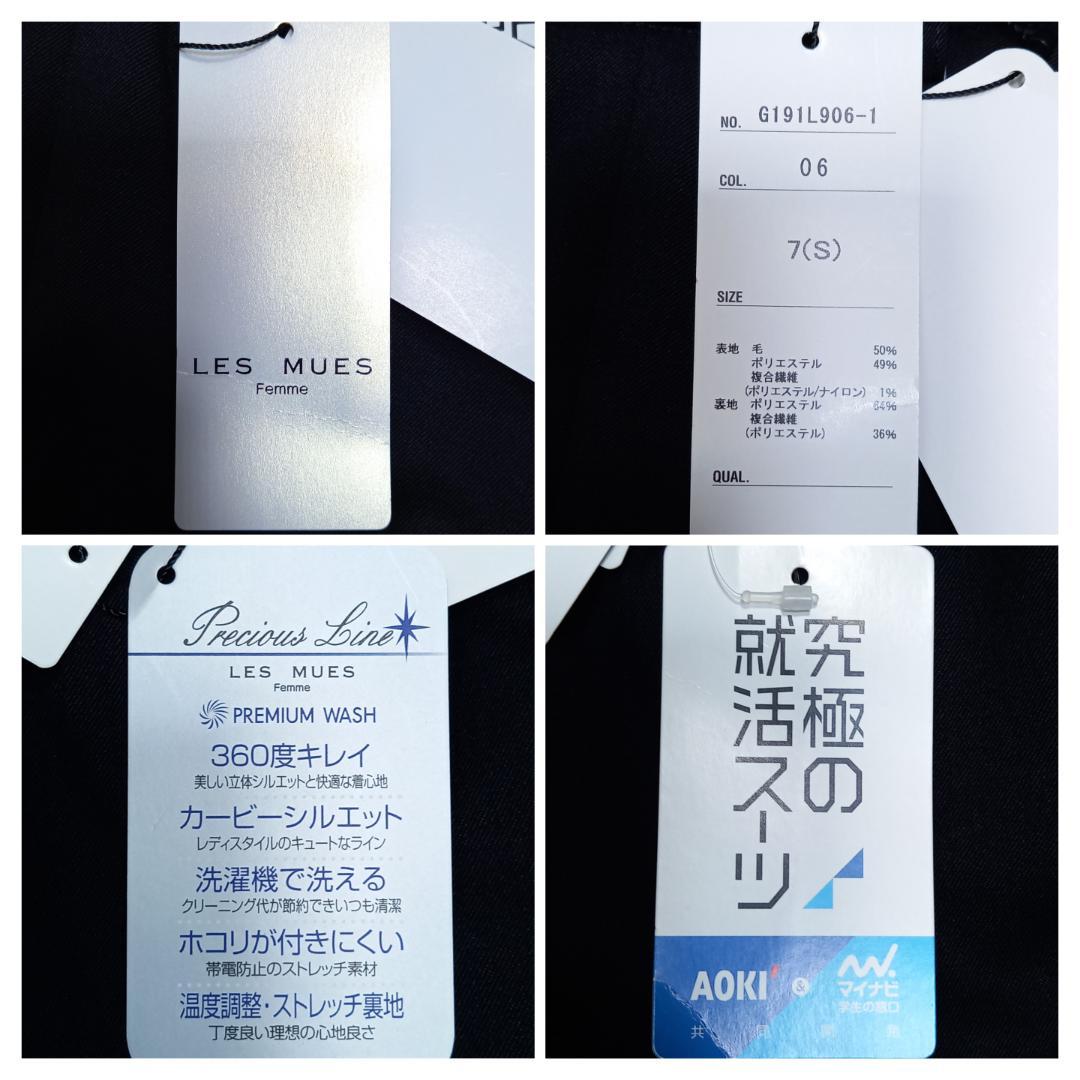 LES MUES
Femme
NO. G191L906-1
COL. 06
7(S)
SIZE
表地 毛 50%
ポリエステル 49%
複合繊維
(ポリエステル/ナイロン) 1%
裏地 ポリエステル 64%
複合繊維
(ポリエステル) 36%
QUAL.
Precious Line
LES MUES
Femme
PREMIUM WASH
360度キレイ
美しい立体シルエットと快適な着心地
カービーシルエット
レディスタイルのキュートなライン
洗濯機で洗える
クリーニング代が節約できいつも清潔
ホコリが付きにくい
帯電防止のストレッチ素材
温度調整・ストレッチ裏地
丁度良い理想の心地良さ
究極の
就活スーツ
AOKI & マイナビ
学生の窓口
共同開発